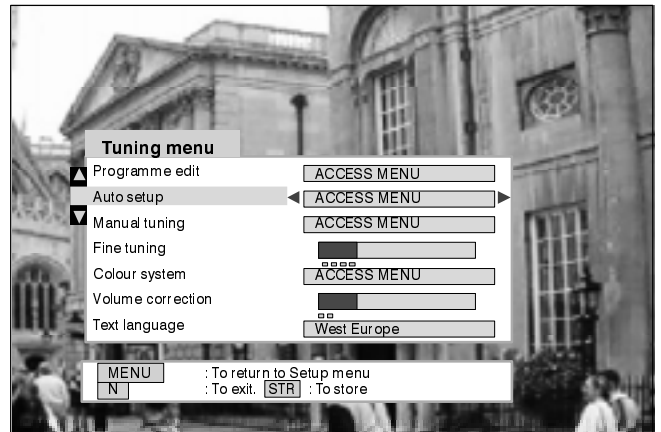 Tuning menu
Programme edit ACCESS MENU
Auto setup ACCESS MENU
Manual tuning ACCESS MENU
Fine tuning
Colour system ACCESS MENU
Volume correction
Text language West Europe
MENU : To return to Setup menu
N : To exit. STR : To store